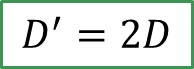 D′ = 2D